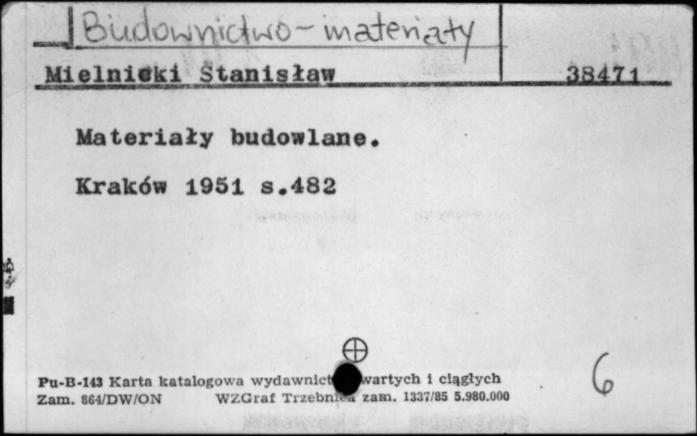 Budownictwo - materiały
Mielnicki Stanisław 38471
Materiały budowlane.
Kraków 1951 s.482
6
Pu-B-143 Karta katalogowa wydawnict wartych i ciągłych
Zam. 864/DW/ON WZGraf Trzebnica zam. 1337/85 5.980.000